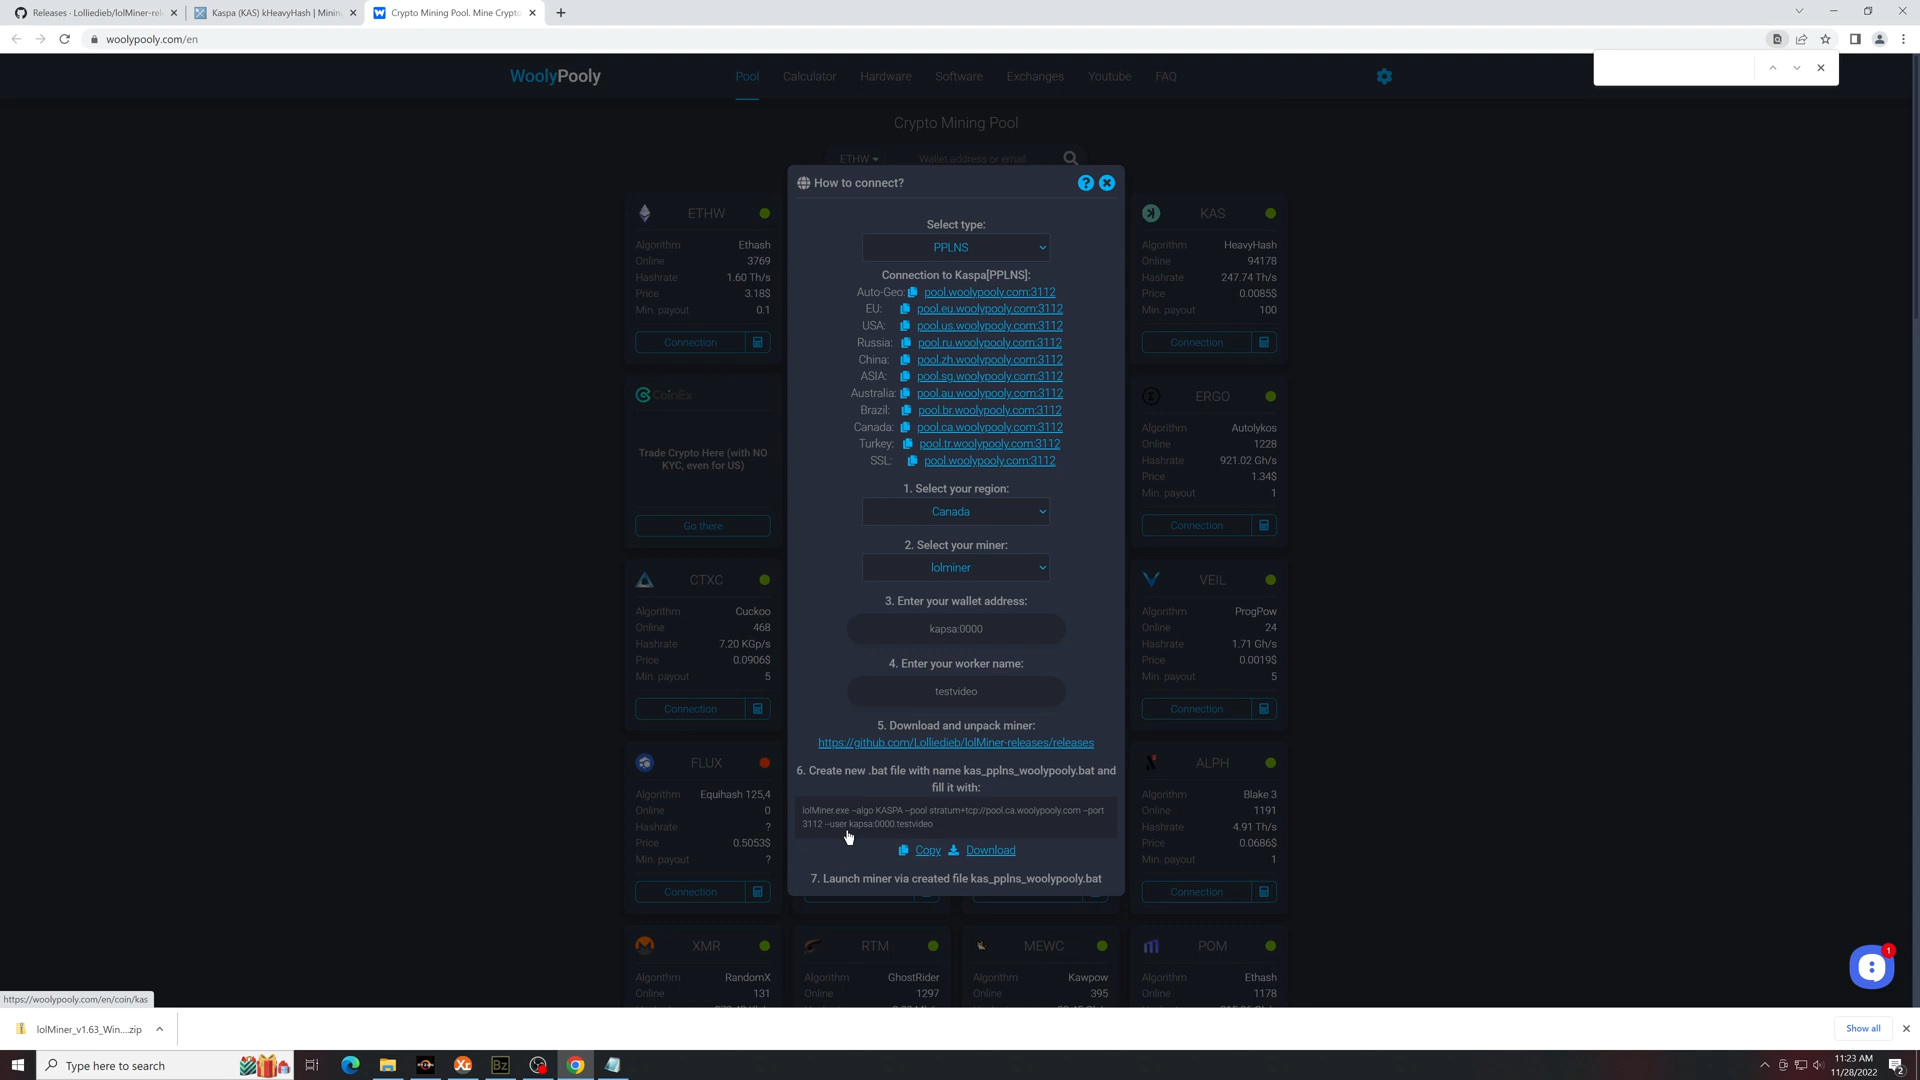 Releases · Lolliedieb/lolMiner-rel
Kaspa (KAS) kHeavyHash | Mining
Crypto Mining Pool. Mine Crypto
woolypooly.com/en
WoolyPooly
Pool
Calculator
Hardware
Software
Exchanges
Youtube
FAQ
Crypto Mining Pool
ETHW
Wallet address or email
How to connect?
Select type:
PPLNS
Connection to Kaspa[PPLNS]:
Auto-Geo: pool.woolypooly.com:3112
EU: pool.eu.woolypooly.com:3112
USA: pool.us.woolypooly.com:3112
Russia: pool.ru.woolypooly.com:3112
China: pool.zh.woolypooly.com:3112
ASIA: pool.sg.woolypooly.com:3112
Australia: pool.au.woolypooly.com:3112
Brazil: pool.br.woolypooly.com:3112
Canada: pool.ca.woolypooly.com:3112
Turkey: pool.tr.woolypooly.com:3112
SSL: pool.woolypooly.com:3112
1. Select your region:
Canada
2. Select your miner:
lolminer
3. Enter your wallet address:
kapsa:0000
4. Enter your worker name:
testvideo
5. Download and unpack miner:
https://github.com/Lolliedieb/lolMiner-releases/releases
6. Create new .bat file with name kas_pplns_woolypooly.bat and
fill it with:
lolMiner.exe --algo KASPA --pool stratum+tcp://pool.ca.woolypooly.com --port
3112 --user kapsa:0000.testvideo
Copy
Download
7. Launch miner via created file kas_pplns_woolypooly.bat
ETHW
Algorithm Ethash
Online 3769
Hashrate 1.60 Th/s
Price 3.18$
Min. payout 0.1
Connection
KAS
Algorithm HeavyHash
Online 94178
Hashrate 247.74 Th/s
Price 0.0085$
Min. payout 100
Connection
CoinEx
Trade Crypto Here (with NO
KYC, even for US)
Go there
ERGO
Algorithm Autolykos
Online 1228
Hashrate 921.02 Gh/s
Price 1.34$
Min. payout 1
Connection
CTXC
Algorithm Cuckoo
Online 468
Hashrate 7.20 KGp/s
Price 0.0906$
Min. payout 5
Connection
VEIL
Algorithm ProgPow
Online 24
Hashrate 1.71 Gh/s
Price 0.0019$
Min. payout 5
Connection
FLUX
Algorithm Equihash 125,4
Online 0
Hashrate ?
Price 0.5053$
Min. payout ?
Connection
ALPH
Algorithm Blake 3
Online 1191
Hashrate 4.91 Th/s
Price 0.0686$
Min. payout 1
Connection
XMR
Algorithm RandomX
Online 131
RTM
Algorithm GhostRider
Online 1297
MEWC
Algorithm Kawpow
Online 395
POM
Algorithm Ethash
Online 1178
1
https://woolypooly.com/en/coin/kas
lolMiner_v1.63_Win....zip
Show all
Type here to search
Xr
Bz
11:23 AM
11/28/2022
2